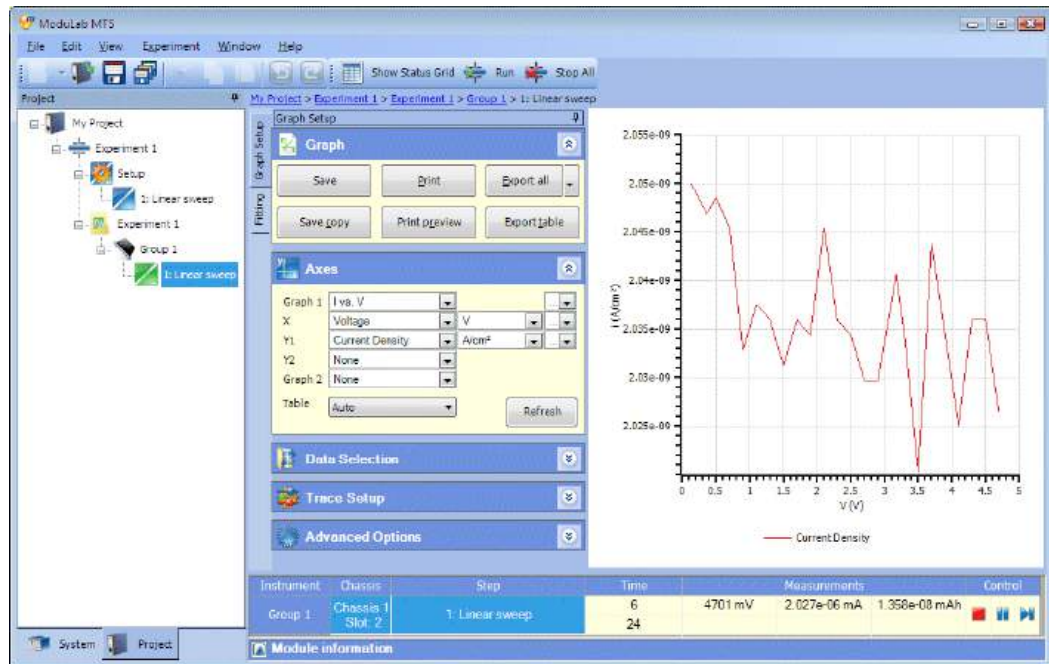 ModuLab MTS
File Edit View Experiment Window Help
Show Status Grid Run Stop All
Project
My Project > Experiment 1 > Experiment 1 > Group 1 > 1: Linear sweep
My Project
Experiment 1
Setup
1: Linear sweep
Experiment 1
Group 1
1: Linear sweep
System Project
Graph Setup
Fitting
Graph Setup
Graph
Save Print Export all
Save copy Print preview Export table
Axes
Graph 1 I vs. V
X Voltage V
Y1 Current Density A/cm²
Y2 None
Graph 2 None
Table Auto Refresh
Data Selection
Trace Setup
Advanced Options
2.055e-09
2.05e-09
2.045e-09
2.04e-09
2.035e-09
2.03e-09
2.025e-09
I (A/cm²)
0 0.5 1 1.5 2 2.5 3 3.5 4 4.5 5
V (V)
Current Density
Instrument Chassis Step Time Measurements Control
Group 1 Chassis 1 Slot: 2 1: Linear sweep 6 24 4701 mV 2.027e-06 mA 1.358e-08 mAh
Module information